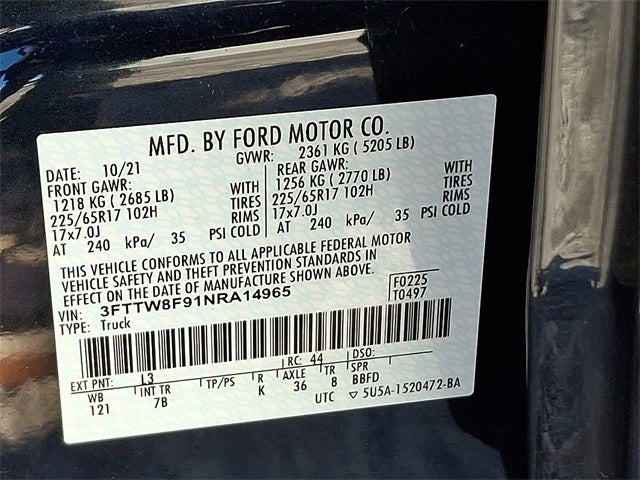 MFD. BY FORD MOTOR CO.
DATE: 10/21 GVWR: 2361 KG ( 5205 LB)
FRONT GAWR: REAR GAWR:
1218 KG ( 2685 LB) WITH 1256 KG ( 2770 LB) WITH
225/65R17 102H TIRES 225/65R17 102H TIRES
17x7.0J RIMS 17x7.0J RIMS
AT 240 kPa/ 35 PSI COLD AT 240 kPa/ 35 PSI COLD
THIS VEHICLE CONFORMS TO ALL APPLICABLE FEDERAL MOTOR
VEHICLE SAFETY AND THEFT PREVENTION STANDARDS IN
EFFECT ON THE DATE OF MANUFACTURE SHOWN ABOVE.
VIN: 3FTTW8F91NRA14965 F0225
TYPE: Truck T0497
EXT PNT: L3 RC: 44 DSO:
WB INT TR TP/PS R AXLE TR SPR
121 7B K 36 8 BBFD
UTC ▽ 5U5A-1520472-BA